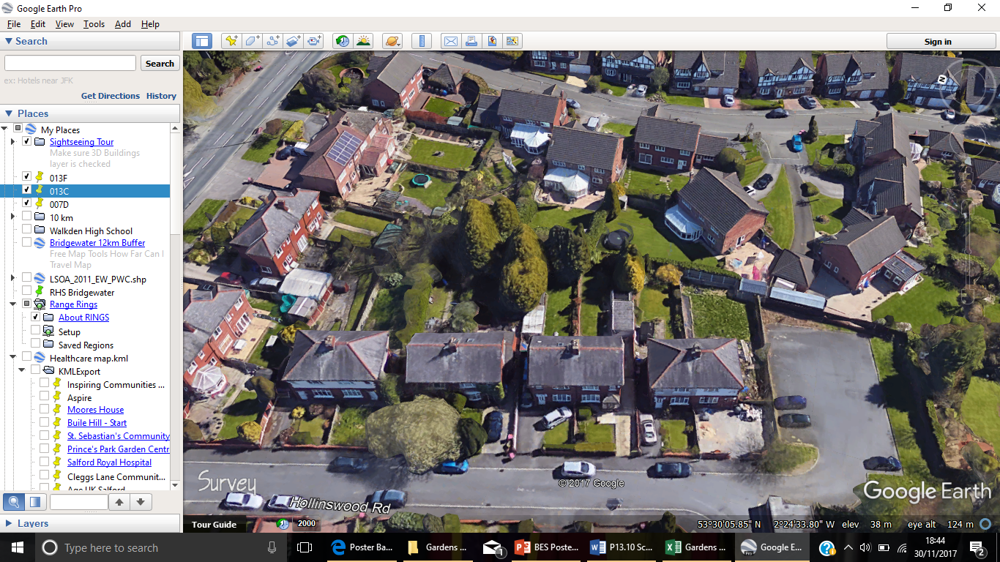 Google Earth Pro
File Edit View Tools Add Help
Search
Sign in
Search
ex: Hotels near JFK
Get Directions History
Places
My Places
Sightseeing Tour
Make sure 3D Buildings
layer is checked
013F
013C
007D
10 km
Walkden High School
Bridgewater 12km Buffer
Free Map Tools How Far Can I
Travel Map
LSOA_2011_EW_PWC.shp
RHS Bridgewater
Range Rings
About RINGS
Setup
Saved Regions
Healthcare map.kml
KMLExport
Inspiring Communities ...
Aspire
Moores House
Buile Hill - Start
St. Sebastian's Community
Prince's Park Garden Centr
Salford Royal Hospital
Cleggs Lane Communit...
Age UK Salford
Layers
N
Survey
© 2017 Google
Hollinswood Rd
Google Earth
Tour Guide
2000
53°30'05.85" N 2°24'33.80" W elev 38 m eye alt 124 m
Type here to search
Poster Ba...
Gardens ...
1
BES Poste...
P13.10 Sc...
Gardens ...
Google E...
18:44
30/11/2017
2